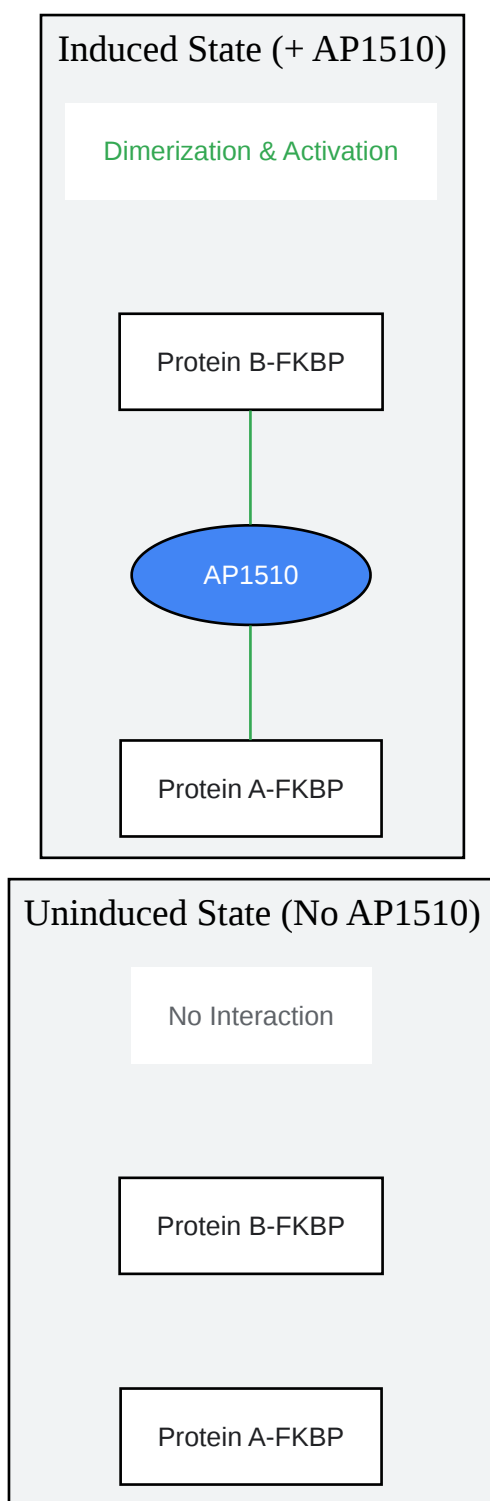 Induced State (+ AP1510)
Dimerization & Activation
Protein B-FKBP
AP1510
Protein A-FKBP
Uninduced State (No AP1510)
No Interaction
Protein B-FKBP
Protein A-FKBP